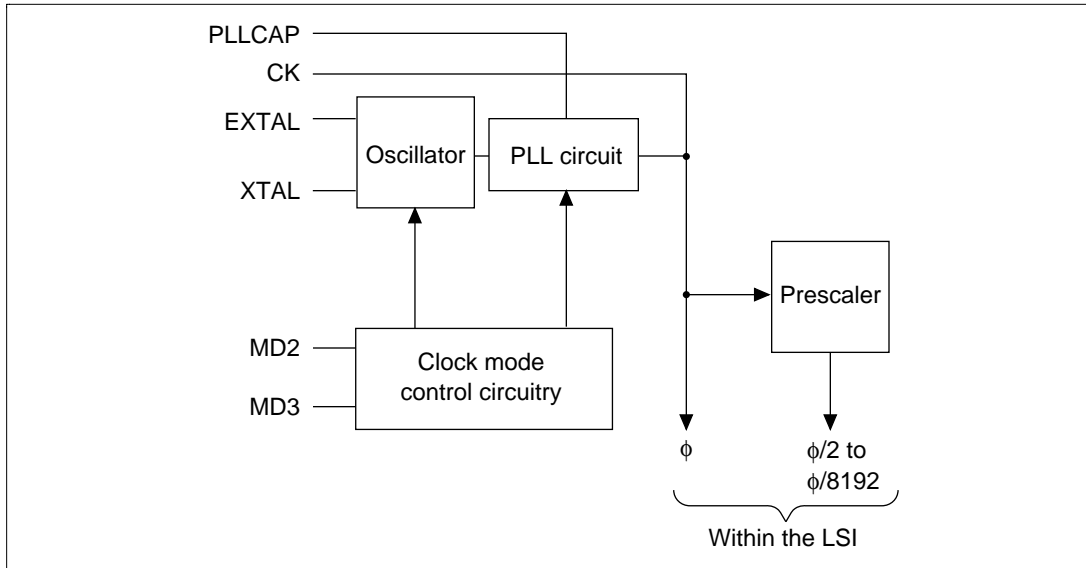 PLLCAP
CK
EXTAL
Oscillator
PLL circuit
XTAL
Prescaler
MD2
Clock mode
control circuitry
MD3
ϕ
ϕ/2 to
ϕ/8192
Within the LSI